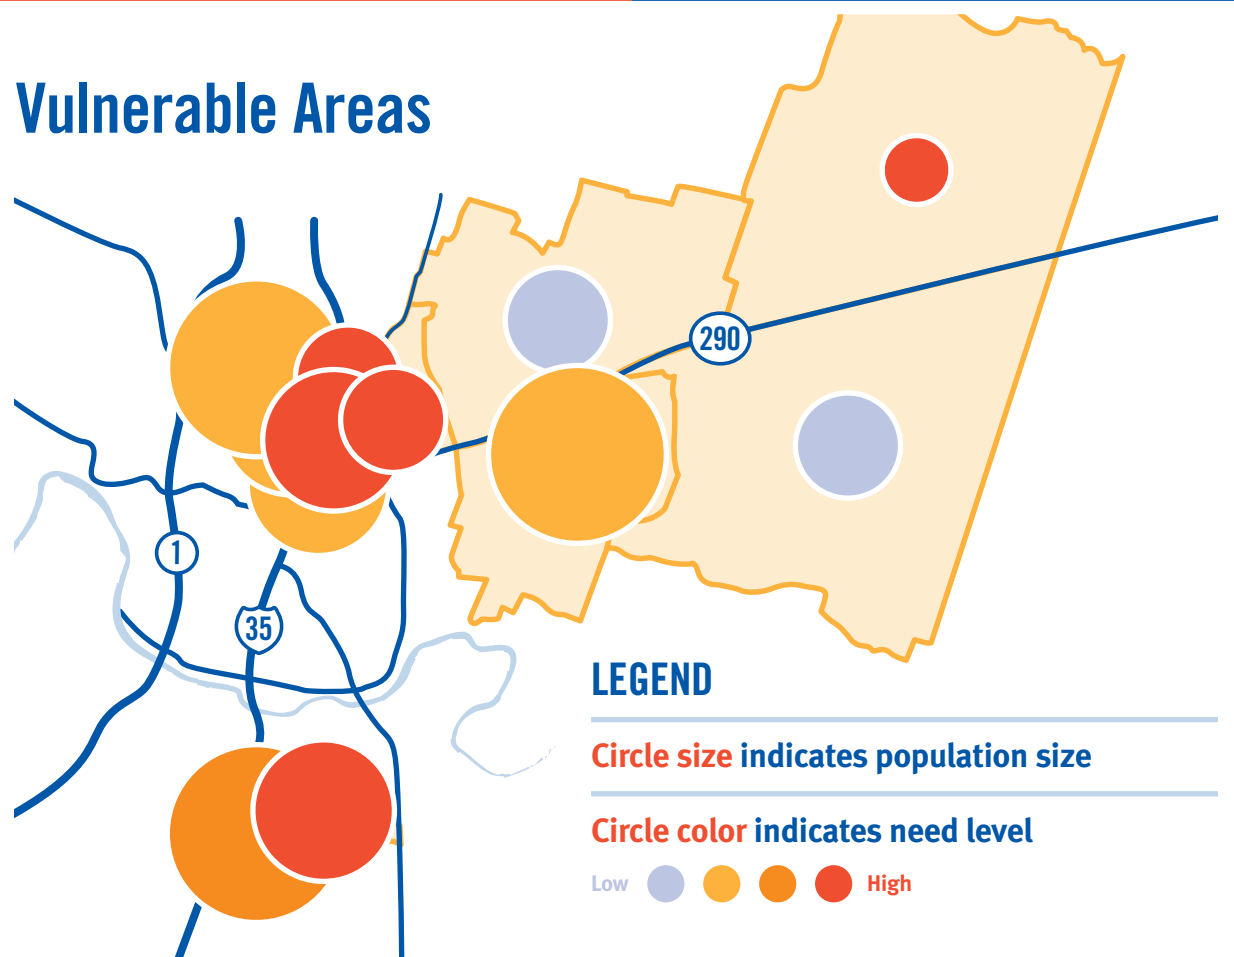 Vulnerable Areas
290
1
35
LEGEND
Circle size indicates population size
Circle color indicates need level
Low High